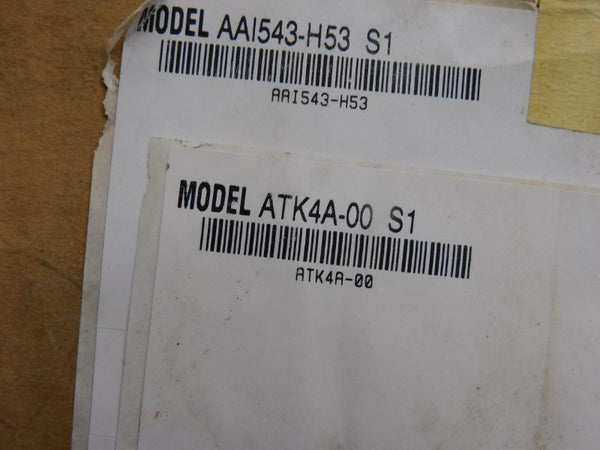 MODEL AAI543-H53 S1
AAI543-H53
MODEL ATK4A-00 S1
ATK4A-00